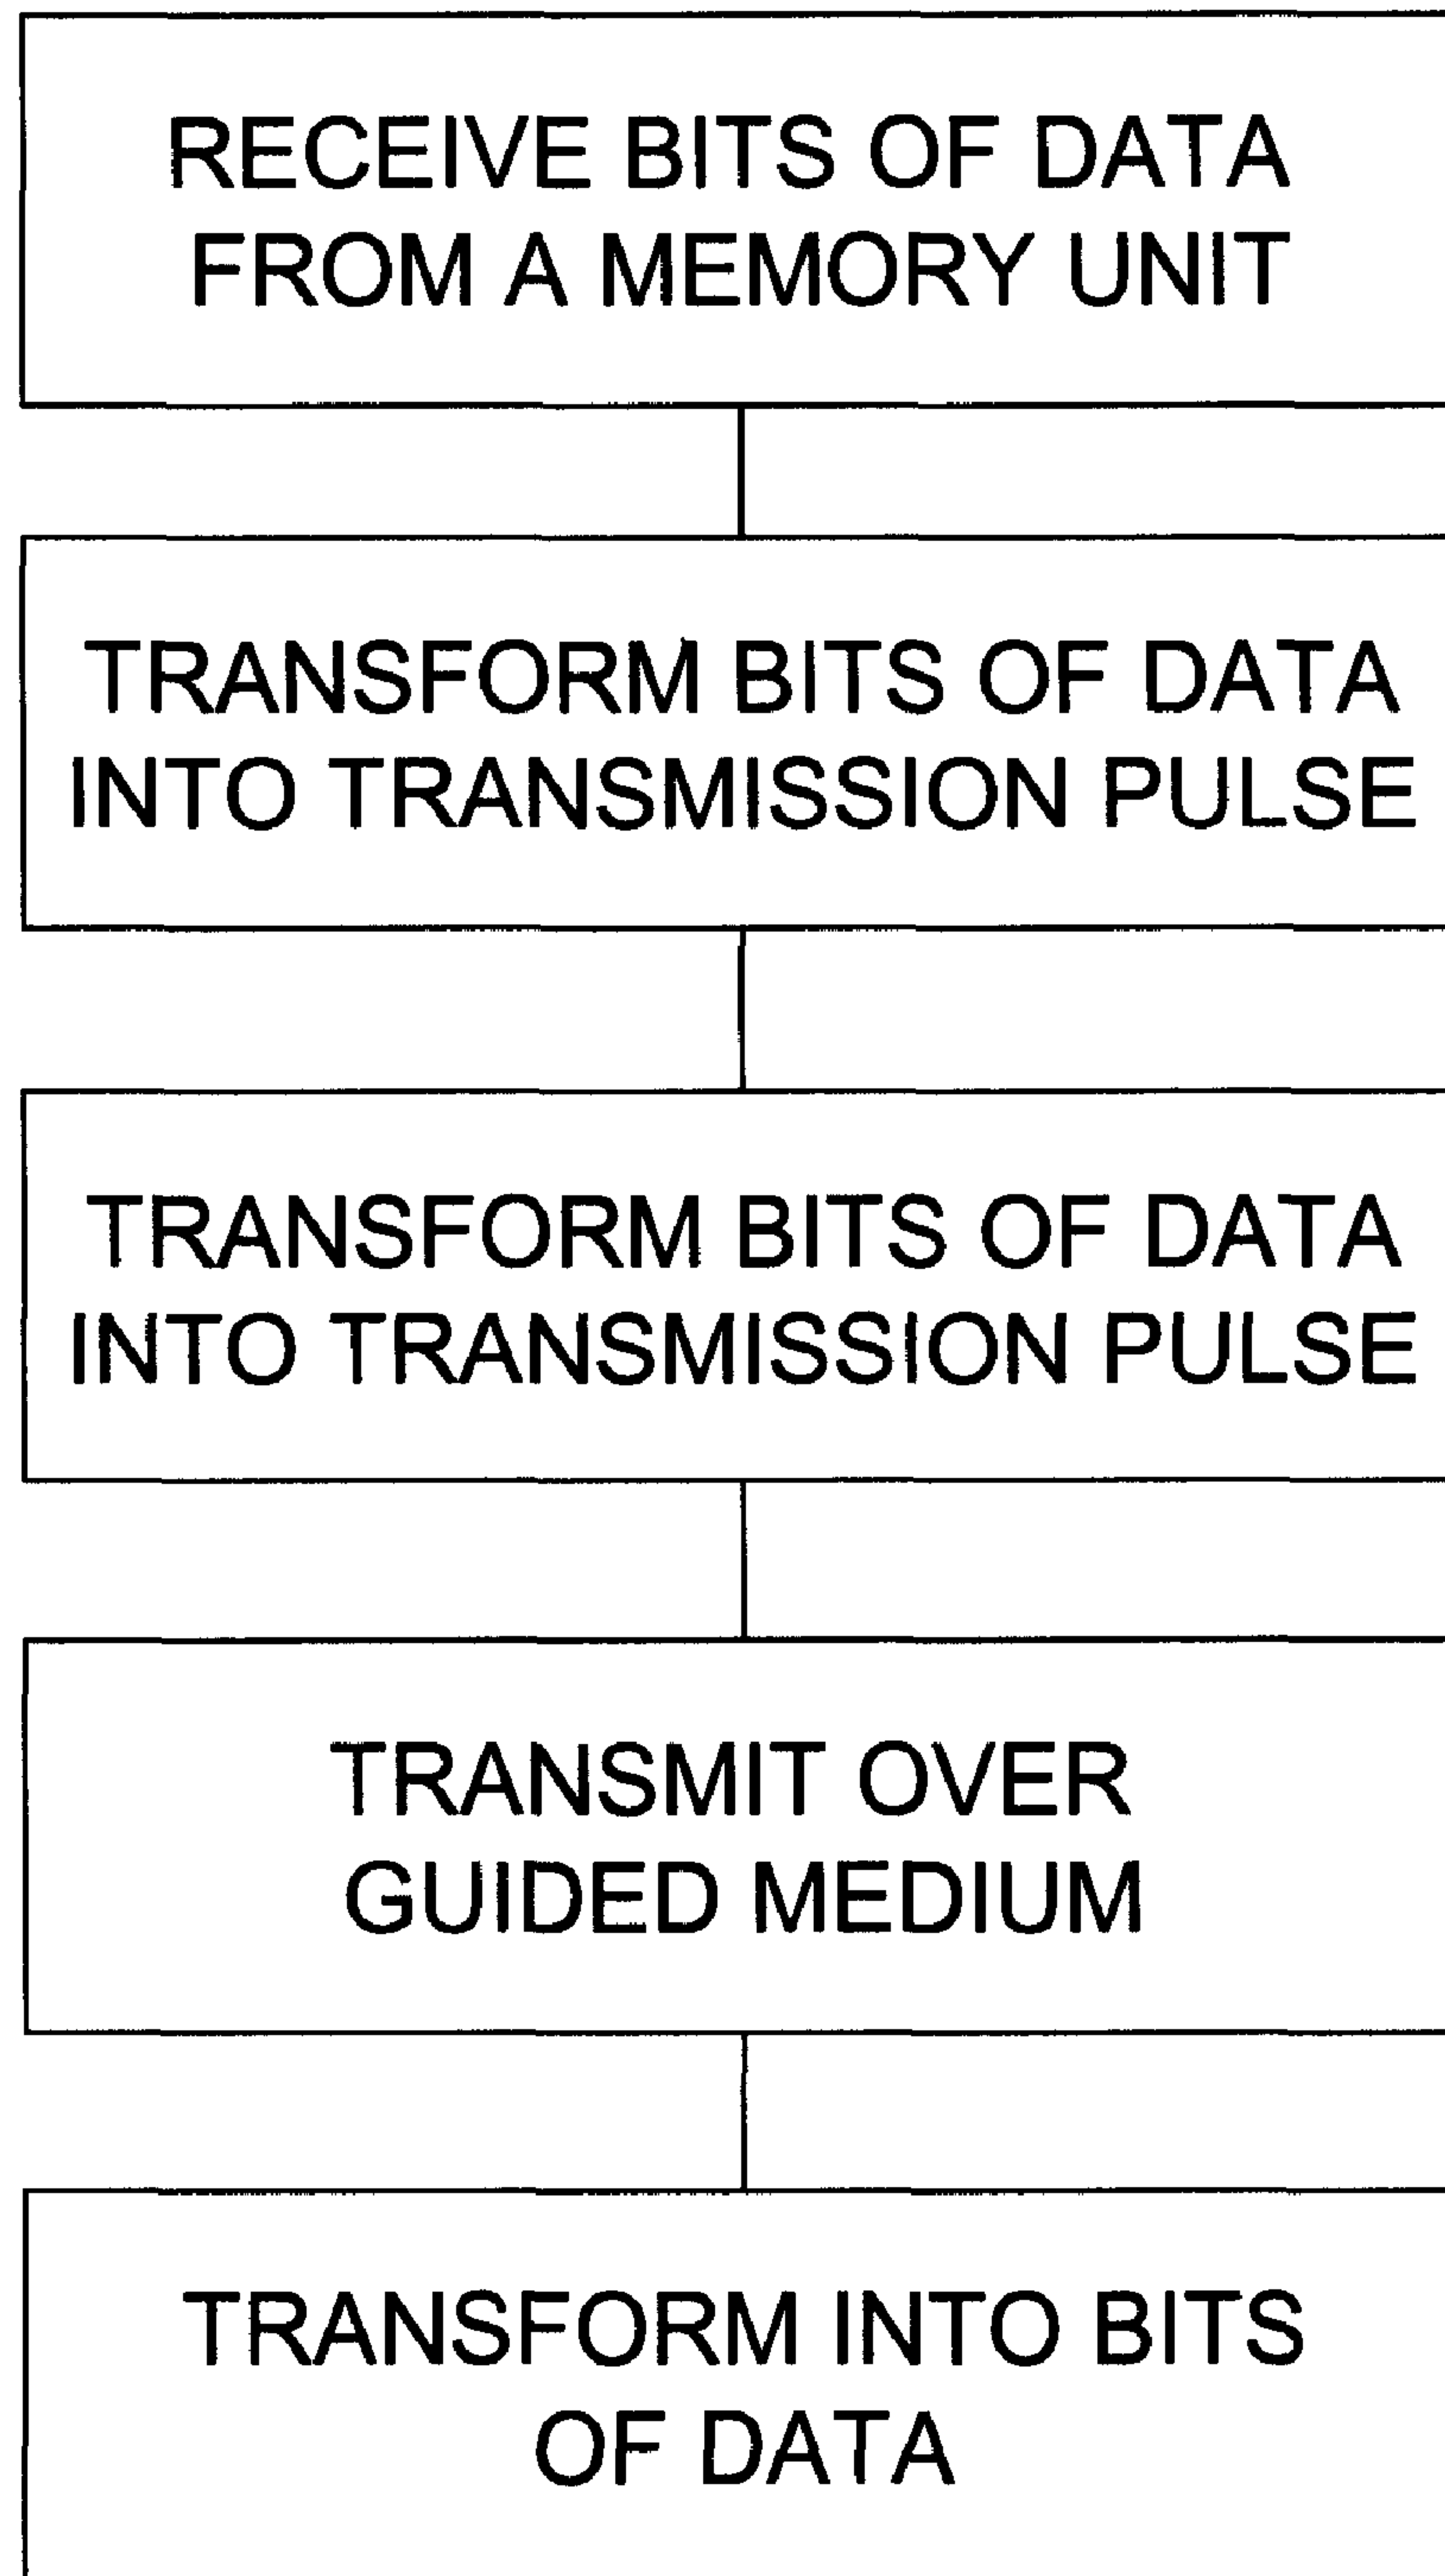 RECEIVE BITS OF DATA
FROM A MEMORY UNIT
TRANSFORM BITS OF DATA
INTO TRANSMISSION PULSE
TRANSFORM BITS OF DATA
INTO TRANSMISSION PULSE
TRANSMIT OVER
GUIDED MEDIUM
TRANSFORM INTO BITS
OF DATA